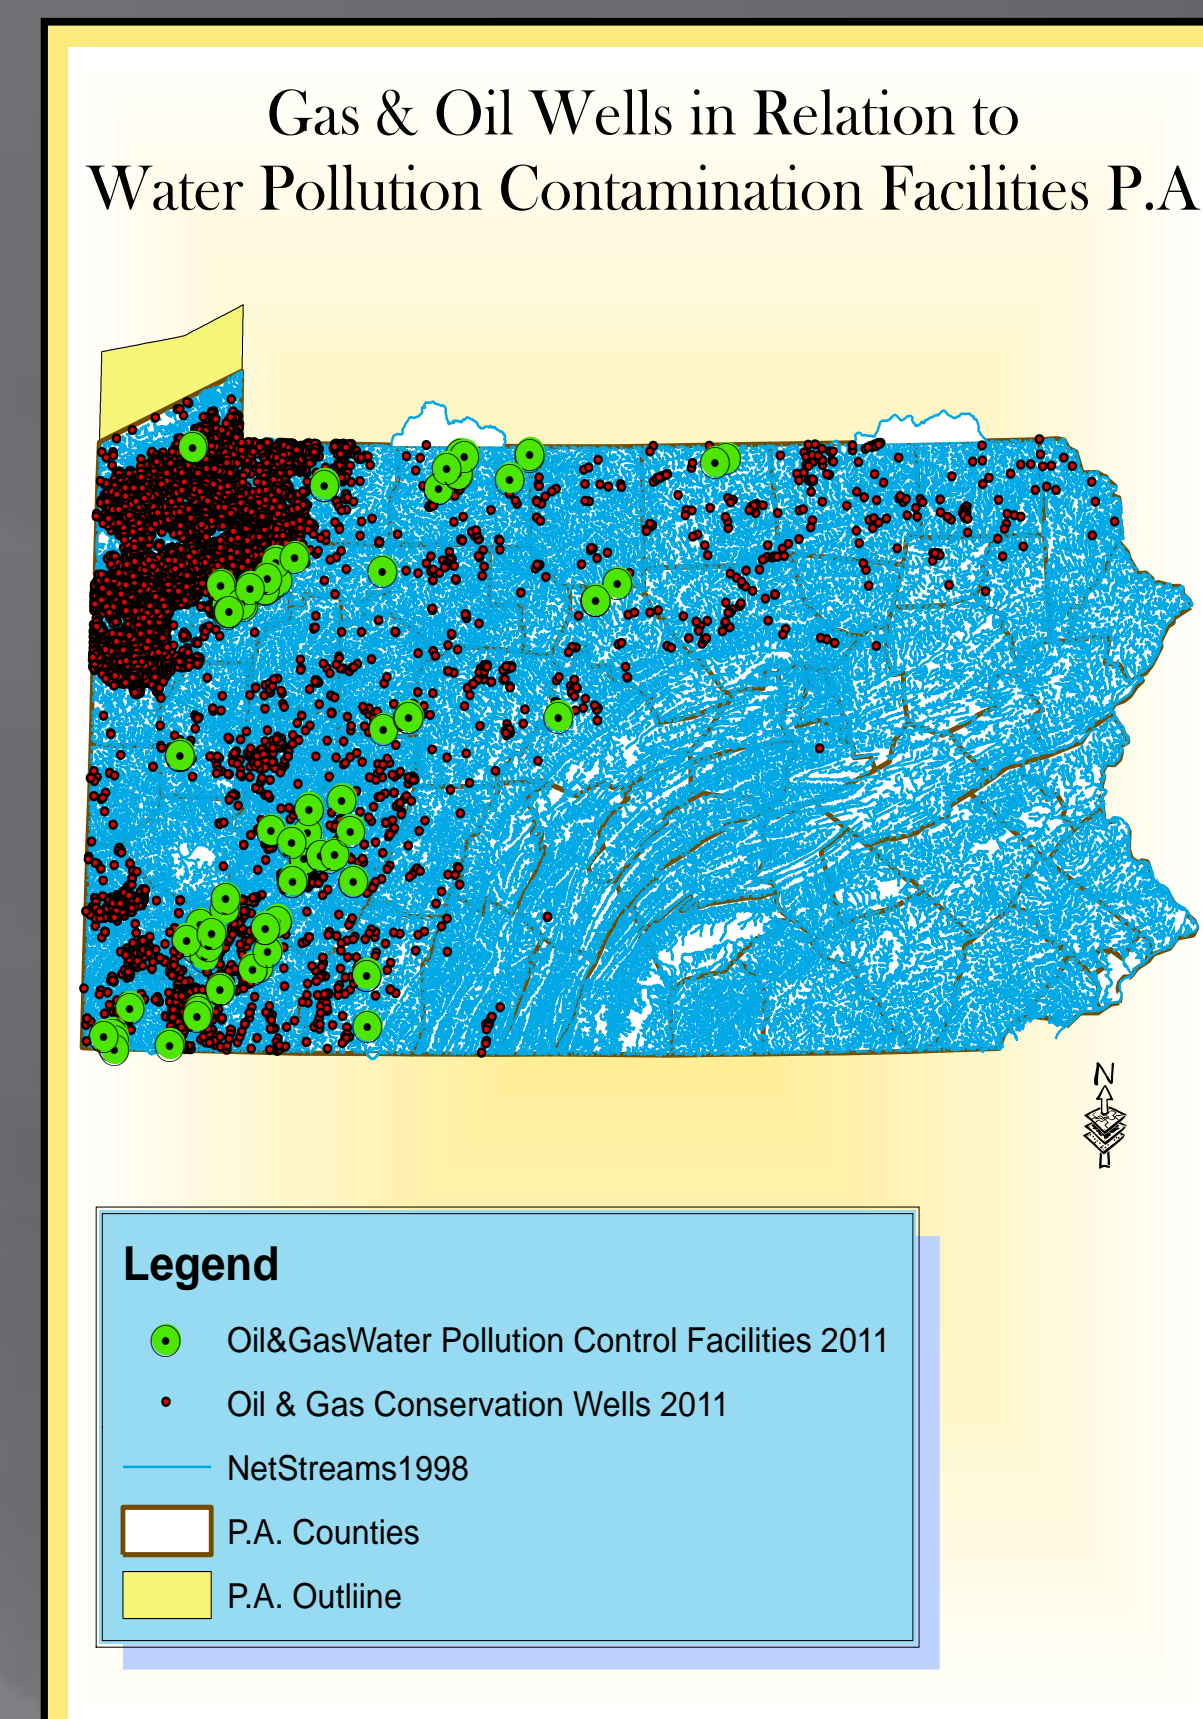 Gas & Oil Wells in Relation to
Water Pollution Contamination Facilities P.A
N
Legend
Oil&GasWater Pollution Control Facilities 2011
Oil & Gas Conservation Wells 2011
NetStreams1998
P.A. Counties
P.A. Outliine